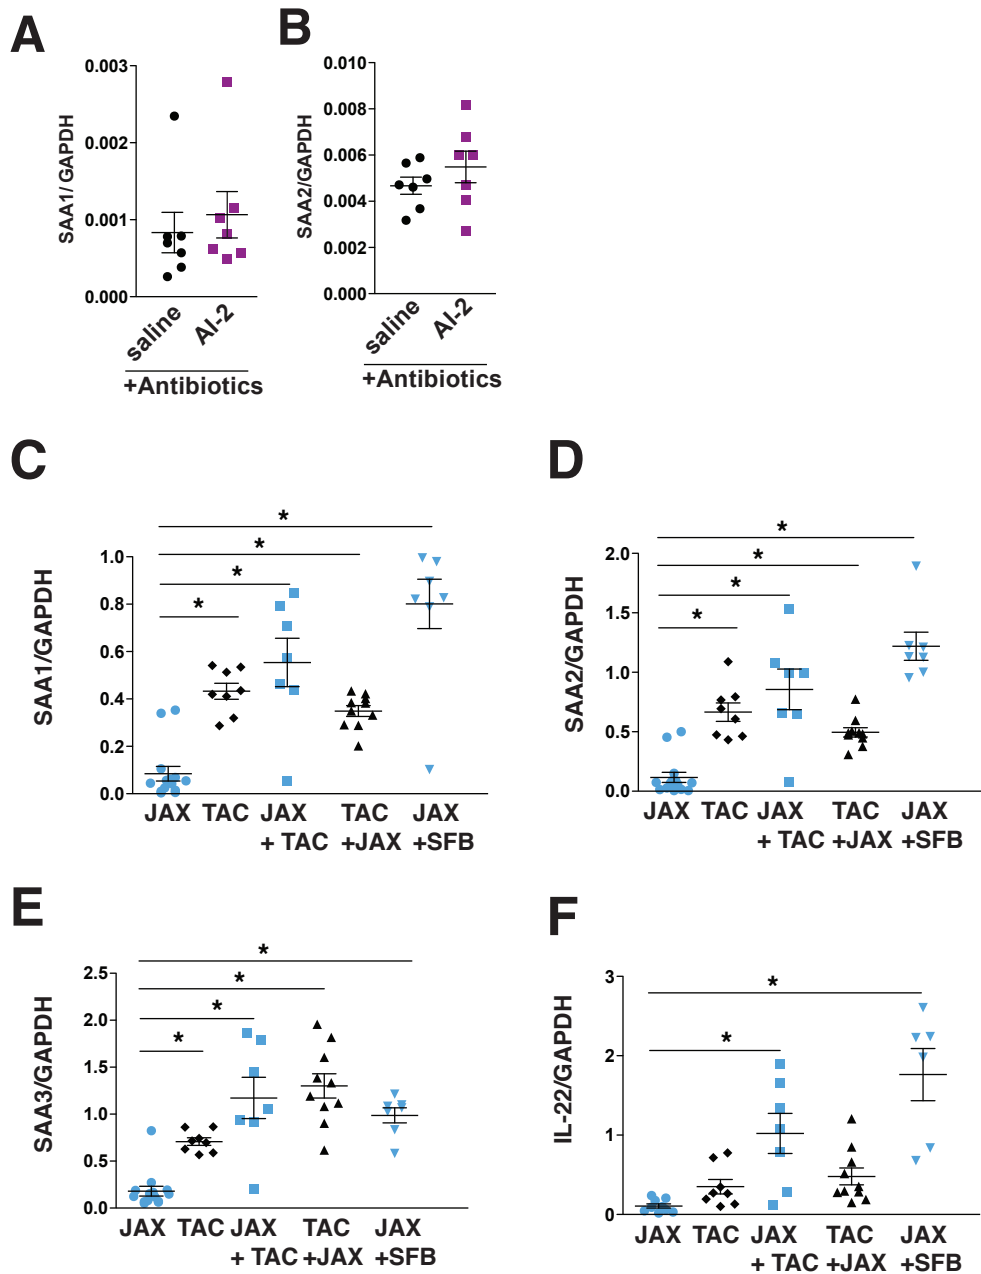 A
SAA1/ GAPDH
0.003
0.002
0.001
0.000
saline
AI-2
+Antibiotics
B
SAA2/GAPDH
0.010
0.008
0.006
0.004
0.002
0.000
saline
AI-2
+Antibiotics
C
SAA1/GAPDH
1.0
0.8
0.6
0.4
0.2
0.0
*
*
*
*
JAX TAC JAX TAC JAX
+ TAC +JAX +SFB
D
SAA2/GAPDH
2.0
1.5
1.0
0.5
0.0
*
*
*
*
JAX TAC JAX TAC JAX
+ TAC +JAX +SFB
E
SAA3/GAPDH
2.5
2.0
1.5
1.0
0.5
0.0
*
*
*
*
JAX TAC JAX TAC JAX
+ TAC +JAX +SFB
F
IL-22/GAPDH
3
2
1
0
*
*
JAX TAC JAX TAC JAX
+ TAC +JAX +SFB